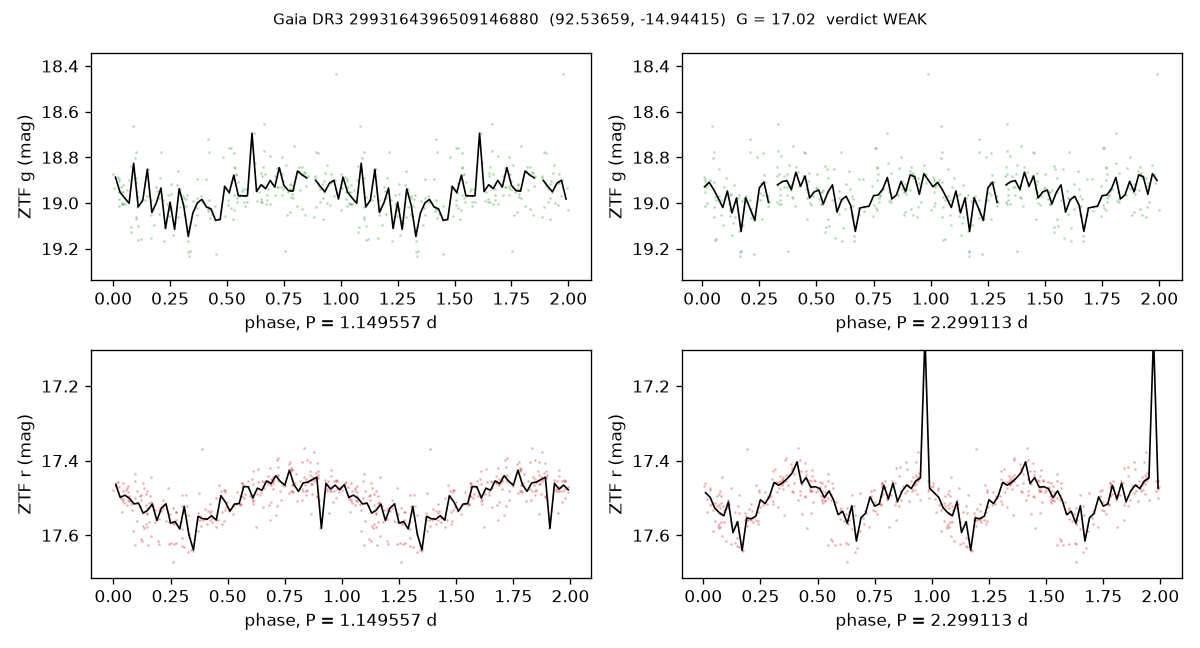 Gaia DR3 2993164396509146880 (92.53659, -14.94415) G = 17.02 verdict WEAK
18.4
18.6
18.8
19.0
19.2
ZTF g (mag)
0.00 0.25 0.50 0.75 1.00 1.25 1.50 1.75 2.00
phase, P = 1.149557 d
18.4
18.6
18.8
19.0
19.2
ZTF g (mag)
0.00 0.25 0.50 0.75 1.00 1.25 1.50 1.75 2.00
phase, P = 2.299113 d
17.2
17.4
17.6
ZTF r (mag)
0.00 0.25 0.50 0.75 1.00 1.25 1.50 1.75 2.00
phase, P = 1.149557 d
17.2
17.4
17.6
ZTF r (mag)
0.00 0.25 0.50 0.75 1.00 1.25 1.50 1.75 2.00
phase, P = 2.299113 d